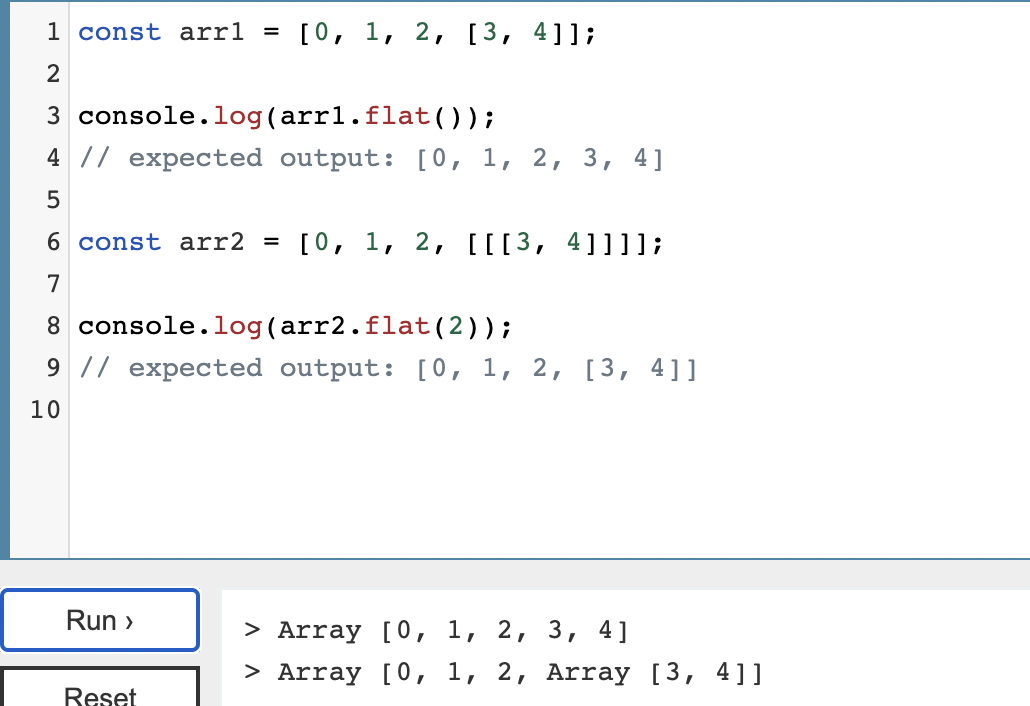 1 const arr1 = [0, 1, 2, [3, 4]];
2
3 console.log(arr1.flat());
4 // expected output: [0, 1, 2, 3, 4]
5
6 const arr2 = [0, 1, 2, [[[3, 4]]]];
7
8 console.log(arr2.flat(2));
9 // expected output: [0, 1, 2, [3, 4]]
10
Run ›
> Array [0, 1, 2, 3, 4]
> Array [0, 1, 2, Array [3, 4]]
Reset